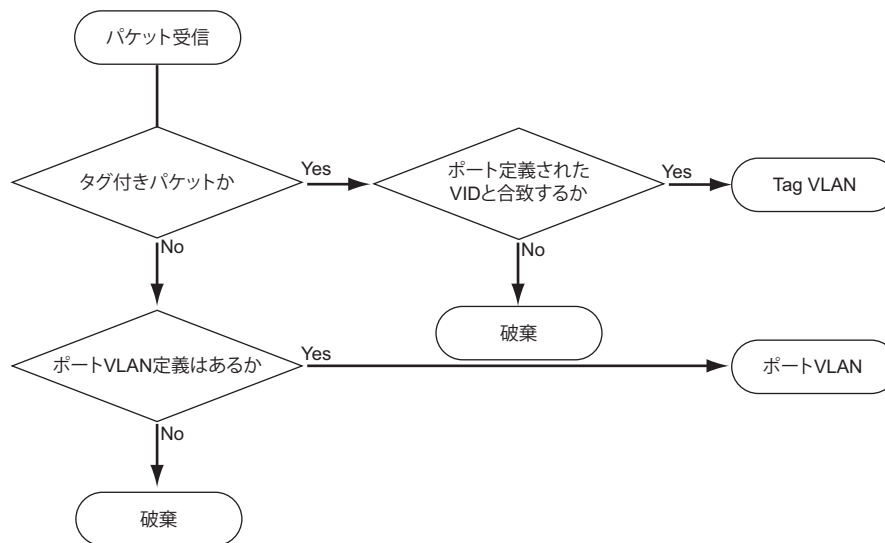 パケット受信
タグ付きパケットか
Yes
ポート定義された
VIDと合致するか
Yes
Tag VLAN
No
No
破棄
ポートVLAN定義はあるか
Yes
ポートVLAN
No
破棄